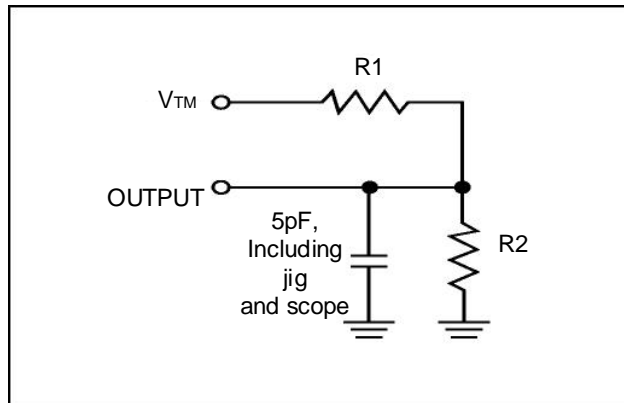 R1
VTM
OUTPUT
5pF,
Including
jig
and scope
R2